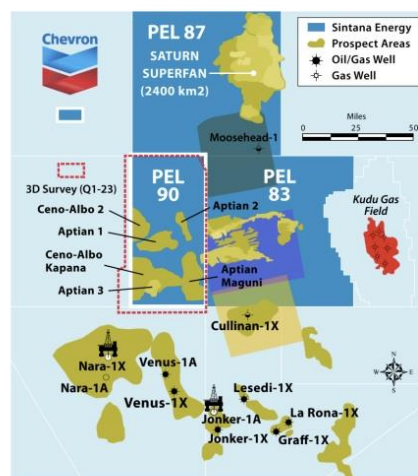 Chevron
PEL 87
SATURN
SUPERFAN
(2400 km2)
Sintana Energy
Prospect Areas
Oil/Gas Well
Gas Well
Miles
0
25
50
Moosehead-1
3D Survey (Q1-23)
PEL
90
PEL
83
Kudu Gas
Field
Ceno-Albo 2
Aptian 2
Aptian 1
Ceno-Albo
Kapana
Aptian 3
Aptian
Maguni
Cullinan-1X
Nara-1X
Nara-1A
Venus-1A
Venus-1X
Lesedi-1X
Jonker-1A
Jonker-1X
La Rona-1X
Graff-1X
N
W
E
S